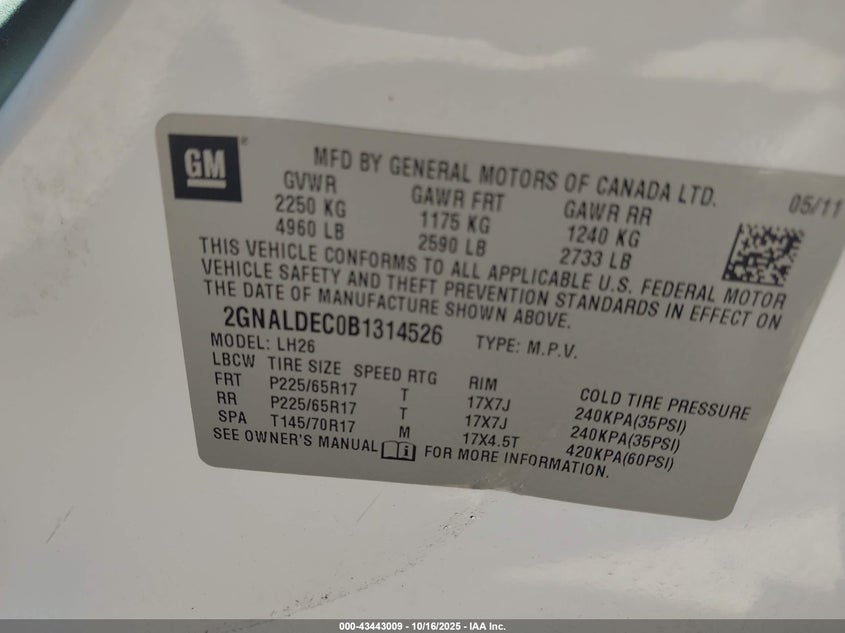 GM ®
MFD BY GENERAL MOTORS OF CANADA LTD.
05/11
GVWR GAWR FRT GAWR RR
2250 KG 1175 KG 1240 KG
4960 LB 2590 LB 2733 LB
THIS VEHICLE CONFORMS TO ALL APPLICABLE U.S. FEDERAL MOTOR
VEHICLE SAFETY AND THEFT PREVENTION STANDARDS IN EFFECT ON
THE DATE OF MANUFACTURE SHOWN ABOVE.
2GNALDEC0B1314526 TYPE: M.P.V.
MODEL: LH26
LBCW TIRE SIZE SPEED RTG RIM COLD TIRE PRESSURE
FRT P225/65R17 T 17X7J 240KPA(35PSI)
RR P225/65R17 T 17X7J 240KPA(35PSI)
SPA T145/70R17 M 17X4.5T 420KPA(60PSI)
SEE OWNER'S MANUAL i FOR MORE INFORMATION.
000-43443009 - 10/16/2025 - IAA Inc.